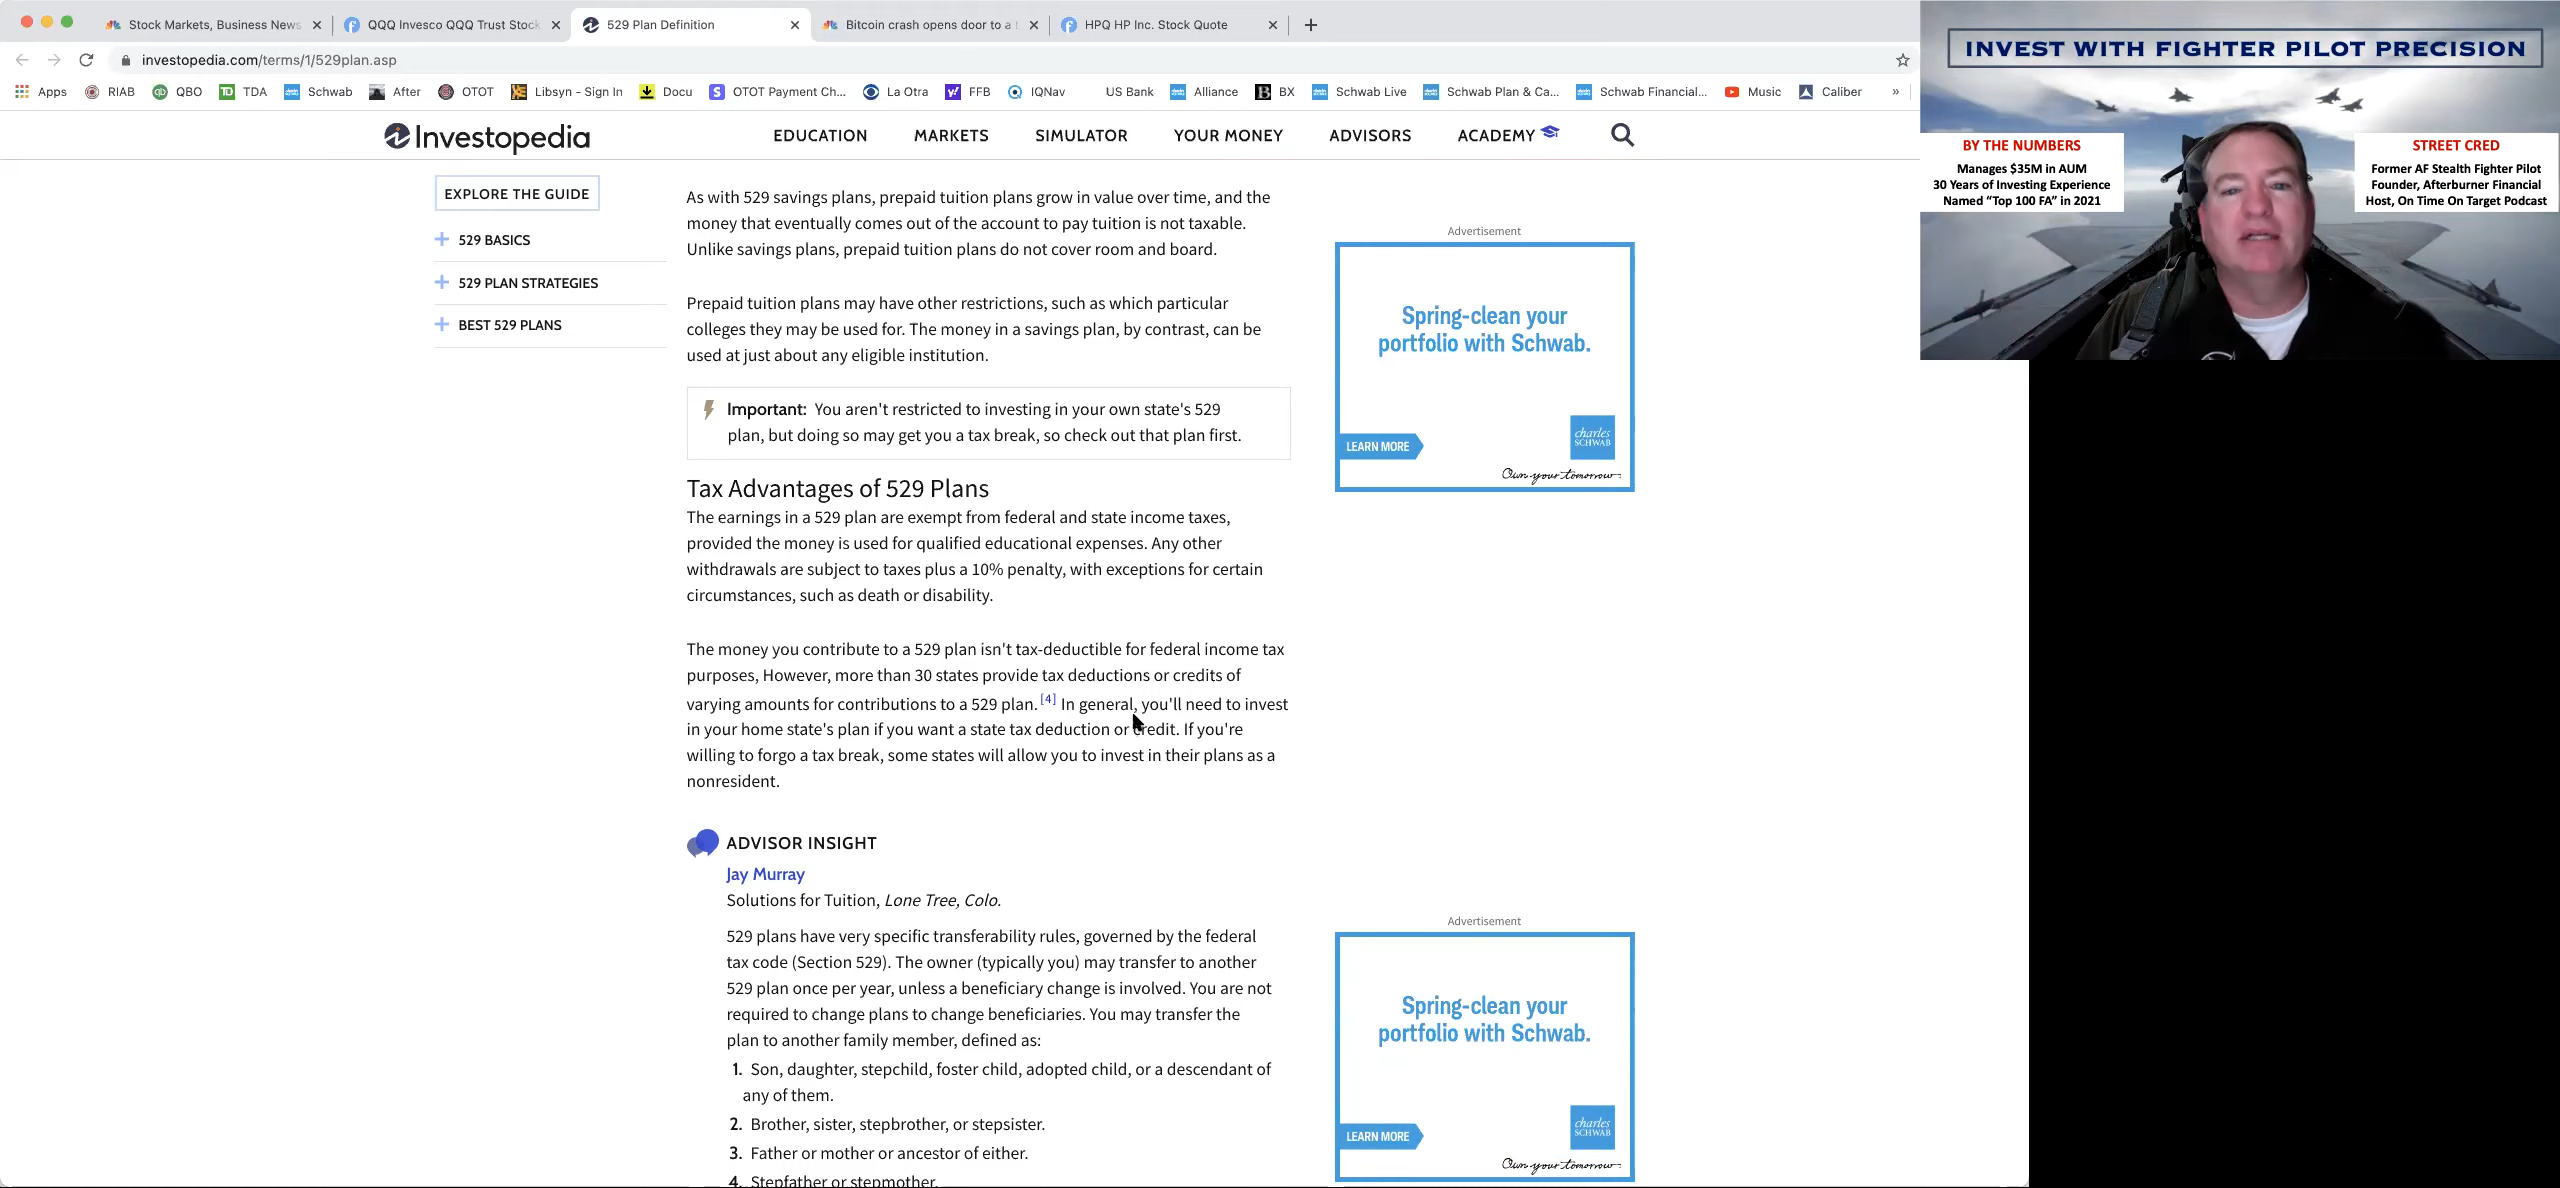 Stock Markets, Business News
QQQ Invesco QQQ Trust Stock
529 Plan Definition
Bitcoin crash opens door to a
HPQ HP Inc. Stock Quote
investopedia.com/terms/1/529plan.asp
Apps RIAB QBO TDA Schwab After OTOT Libsyn - Sign In Docu OTOT Payment Ch... La Otra FFB IQNav US Bank Alliance BX Schwab Live Schwab Plan & Ca... Schwab Financial... Music Caliber »
Investopedia
EDUCATION MARKETS SIMULATOR YOUR MONEY ADVISORS ACADEMY
EXPLORE THE GUIDE
+ 529 BASICS
+ 529 PLAN STRATEGIES
+ BEST 529 PLANS
As with 529 savings plans, prepaid tuition plans grow in value over time, and the
money that eventually comes out of the account to pay tuition is not taxable.
Unlike savings plans, prepaid tuition plans do not cover room and board.
Prepaid tuition plans may have other restrictions, such as which particular
colleges they may be used for. The money in a savings plan, by contrast, can be
used at just about any eligible institution.
Important: You aren't restricted to investing in your own state's 529
plan, but doing so may get you a tax break, so check out that plan first.
Tax Advantages of 529 Plans
The earnings in a 529 plan are exempt from federal and state income taxes,
provided the money is used for qualified educational expenses. Any other
withdrawals are subject to taxes plus a 10% penalty, with exceptions for certain
circumstances, such as death or disability.
The money you contribute to a 529 plan isn't tax-deductible for federal income tax
purposes, However, more than 30 states provide tax deductions or credits of
varying amounts for contributions to a 529 plan. [4] In general, you'll need to invest
in your home state's plan if you want a state tax deduction or credit. If you're
willing to forgo a tax break, some states will allow you to invest in their plans as a
nonresident.
ADVISOR INSIGHT
Jay Murray
Solutions for Tuition, Lone Tree, Colo.
529 plans have very specific transferability rules, governed by the federal
tax code (Section 529). The owner (typically you) may transfer to another
529 plan once per year, unless a beneficiary change is involved. You are not
required to change plans to change beneficiaries. You may transfer the
plan to another family member, defined as:
1. Son, daughter, stepchild, foster child, adopted child, or a descendant of
any of them.
2. Brother, sister, stepbrother, or stepsister.
3. Father or mother or ancestor of either.
4. Stepfather or stepmother.
Advertisement
Spring-clean your
portfolio with Schwab.
LEARN MORE
charles
SCHWAB
Own your tomorrow.
Advertisement
Spring-clean your
portfolio with Schwab.
LEARN MORE
charles
SCHWAB
Own your tomorrow.
INVEST WITH FIGHTER PILOT PRECISION
BY THE NUMBERS
Manages $35M in AUM
30 Years of Investing Experience
Named “Top 100 FA” in 2021
STREET CRED
Former AF Stealth Fighter Pilot
Founder, Afterburner Financial
Host, On Time On Target Podcast